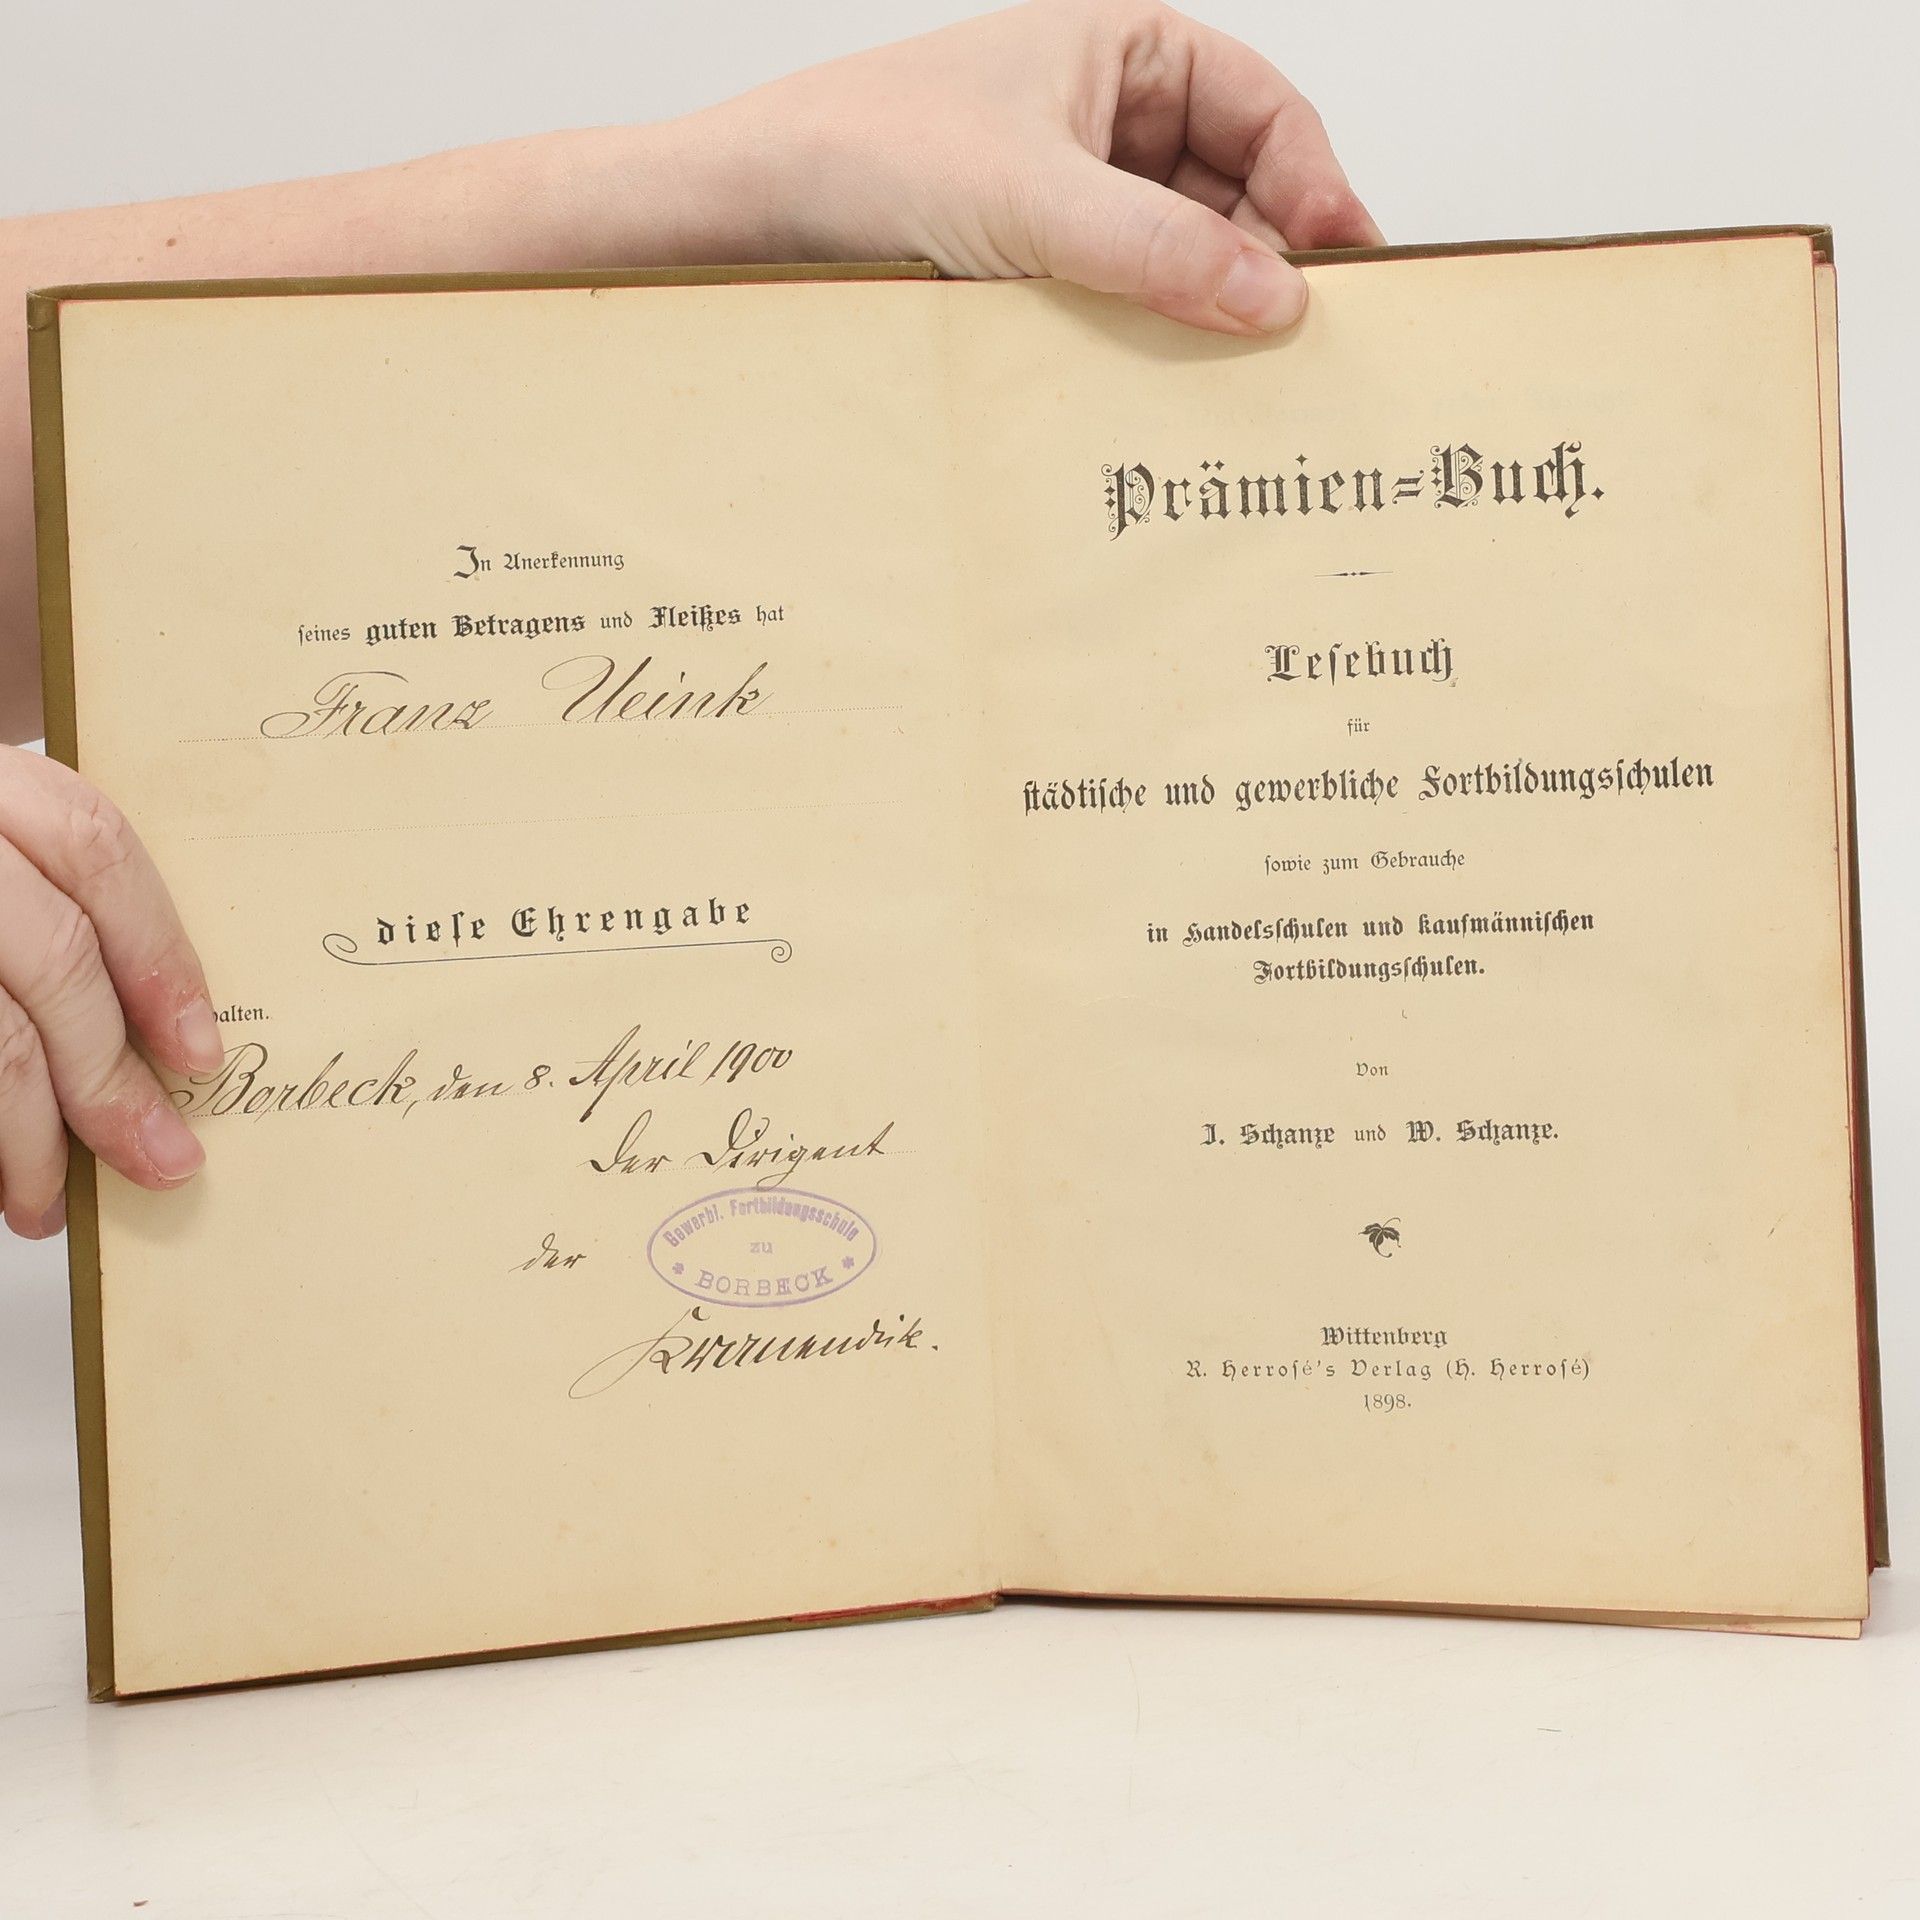 In Anerkennung
seines guten Betragens und Fleißes hat
Franz Ueink
diese Ehrengabe
halten.
Borbeck, den 8. April 1900
Der Dirigent
der
Gewerbl. Fortbildungsschule
zu
* BORBECK *
Prämien=Buch.
Lesebuch
für
städtische und gewerbliche Fortbildungsschulen
sowie zum Gebrauche
in Handelsschulen und kaufmännischen
Fortbildungsschulen.
Von
J. Schanze und W. Schanze.
Wittenberg
R. Herrosé's Verlag (H. Herrosé)
1898.